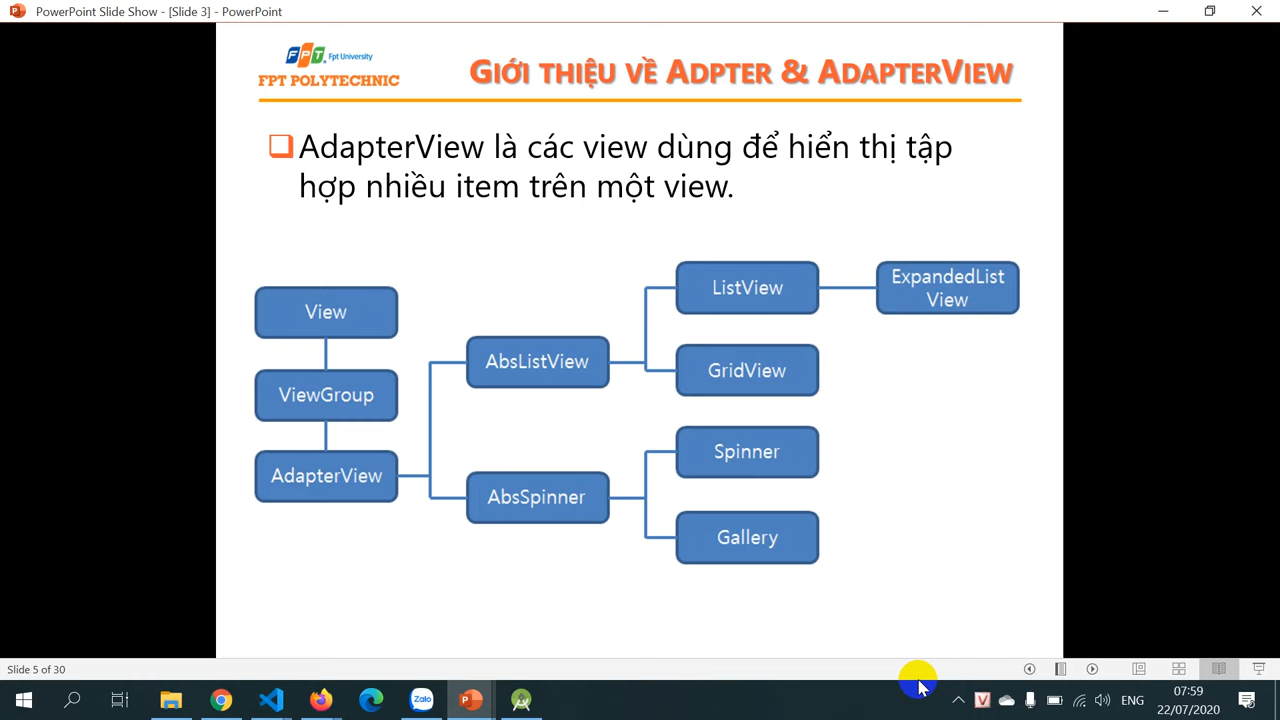 PowerPoint Slide Show - [Slide 3] - PowerPoint
FPT. Fpt University
FPT POLYTECHNIC
GIỚI THIỆU VỀ ADPTER & ADAPTERVIEW
AdapterView là các view dùng để hiển thị tập
hợp nhiều item trên một view.
View
ViewGroup
AdapterView
AbsListView
AbsSpinner
ListView
GridView
Spinner
Gallery
ExpandedList
View
Slide 5 of 30
Zalo
ENG
07:59
22/07/2020